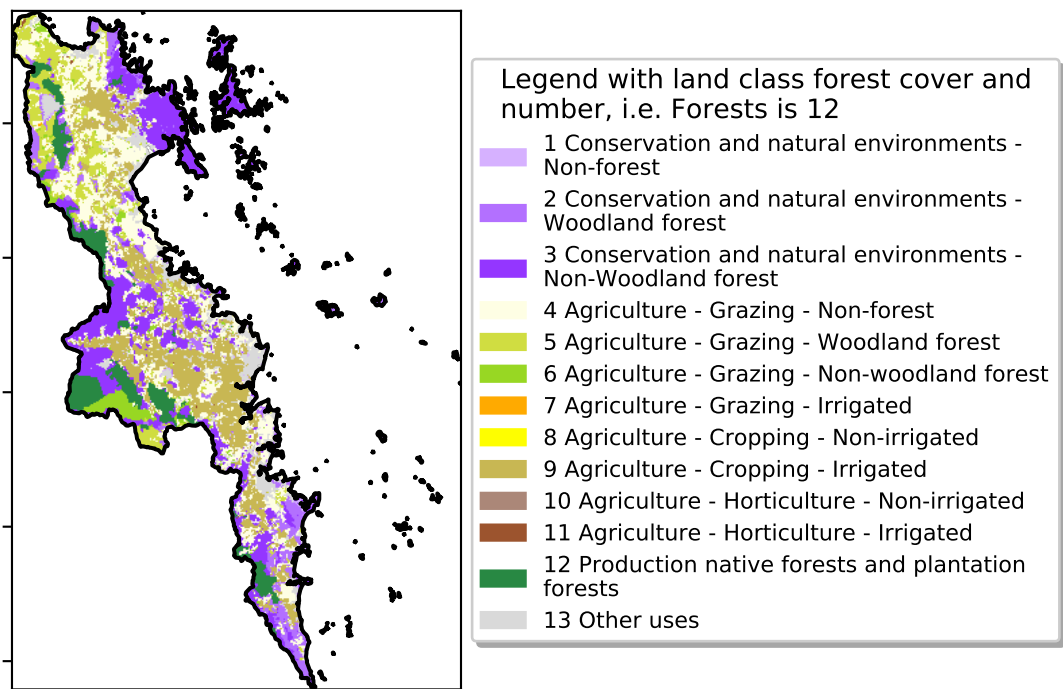 Legend with land class forest cover and
number, i.e. Forests is 12
1 Conservation and natural environments -
Non-forest
2 Conservation and natural environments -
Woodland forest
3 Conservation and natural environments -
Non-Woodland forest
4 Agriculture - Grazing - Non-forest
5 Agriculture - Grazing - Woodland forest
6 Agriculture - Grazing - Non-woodland forest
7 Agriculture - Grazing - Irrigated
8 Agriculture - Cropping - Non-irrigated
9 Agriculture - Cropping - Irrigated
10 Agriculture - Horticulture - Non-irrigated
11 Agriculture - Horticulture - Irrigated
12 Production native forests and plantation
forests
13 Other uses